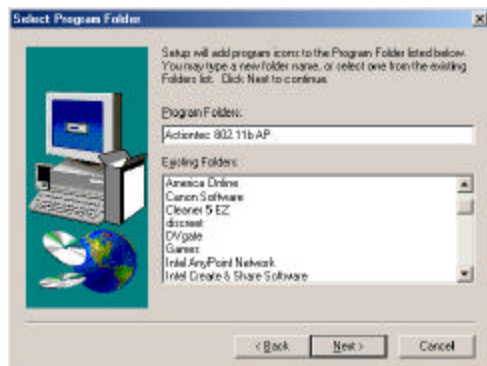 Select Program Folder
Setup will add program icons to the Program Folder listed below.
You may type a new folder name, or select one from the existing
Folders list. Click Next to continue.
Program Folders:
Actiontec 802.11b AP
Existing Folders:
America Online
Canon Software
Cleaner 5 EZ
discreet
DVgate
Games
Intel AnyPoint Network
Intel Create & Share Software
< Back
Next >
Cancel